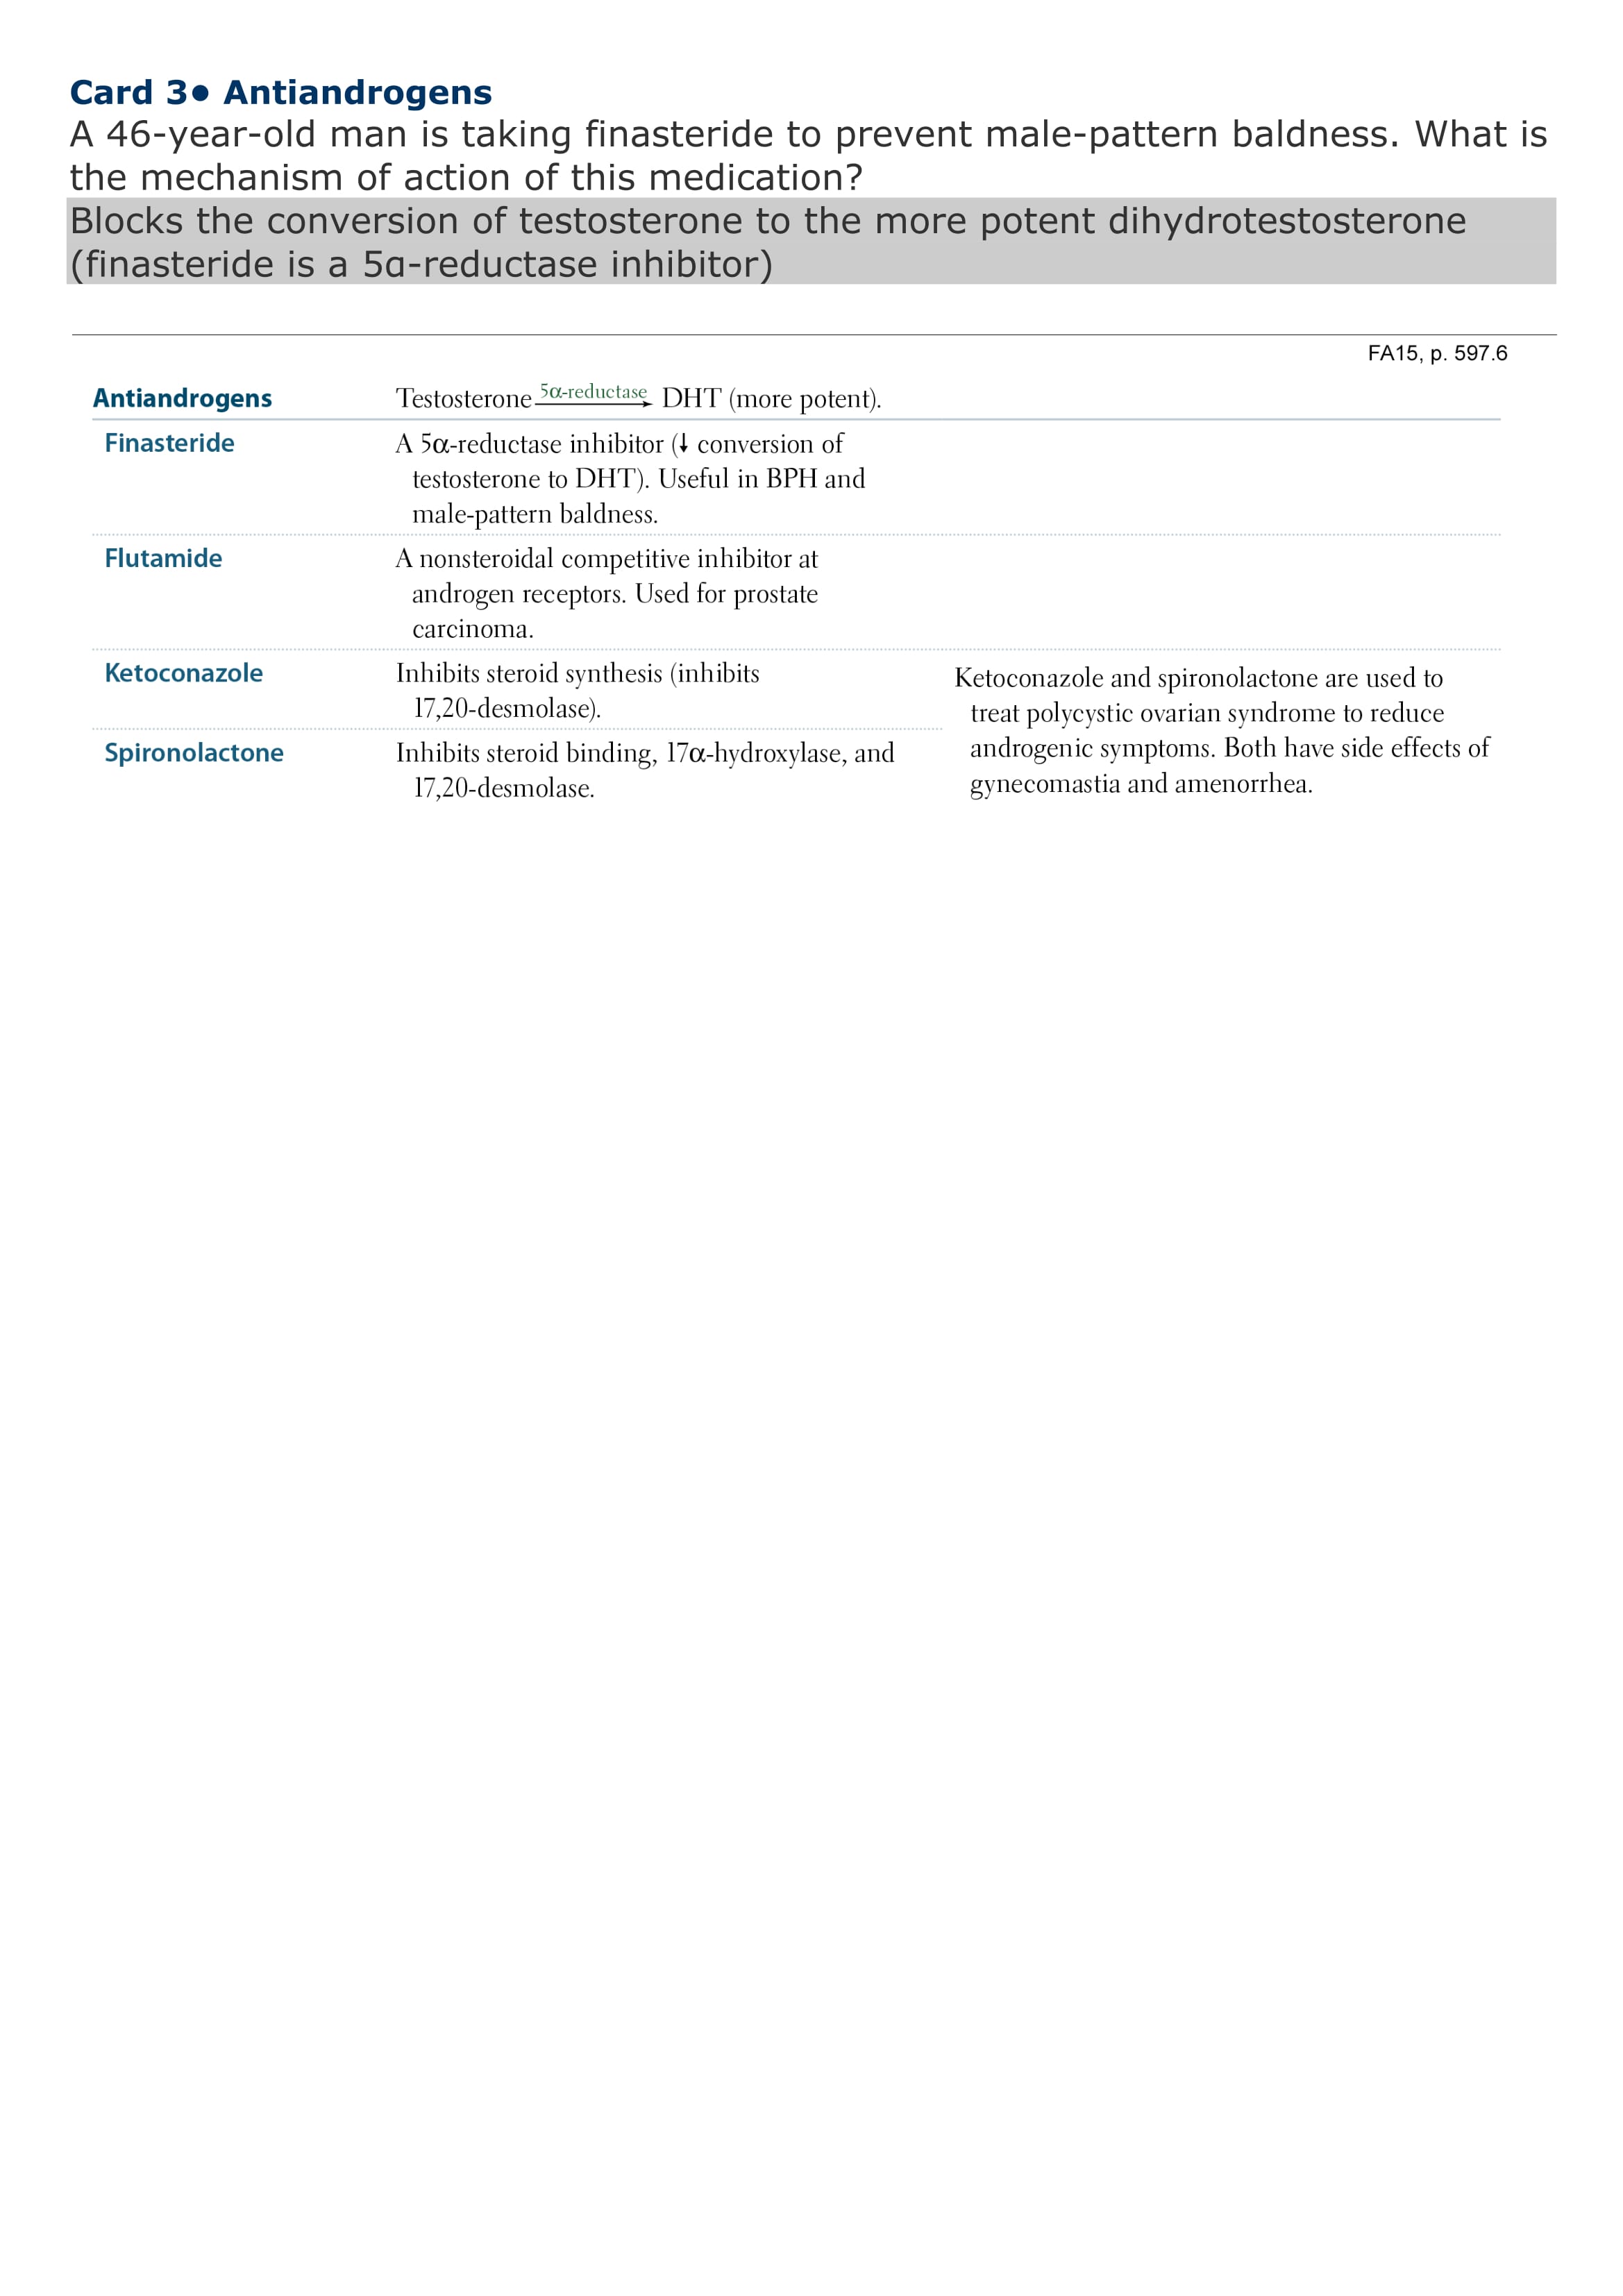 Card 3• Antiandrogens
A 46-year-old man is taking finasteride to prevent male-pattern baldness. What is
the mechanism of action of this medication?
Blocks the conversion of testosterone to the more potent dihydrotestosterone
(finasteride is a 5α-reductase inhibitor)
FA15, p. 597.6
Antiandrogens Testosterone 5α-reductase → DHT (more potent).
Finasteride A 5α-reductase inhibitor (↓ conversion of
testosterone to DHT). Useful in BPH and
male-pattern baldness.
Flutamide A nonsteroidal competitive inhibitor at
androgen receptors. Used for prostate
carcinoma.
Ketoconazole Inhibits steroid synthesis (inhibits
17,20-desmolase).
Spironolactone Inhibits steroid binding, 17α-hydroxylase, and
17,20-desmolase.
Ketoconazole and spironolactone are used to
treat polycystic ovarian syndrome to reduce
androgenic symptoms. Both have side effects of
gynecomastia and amenorrhea.